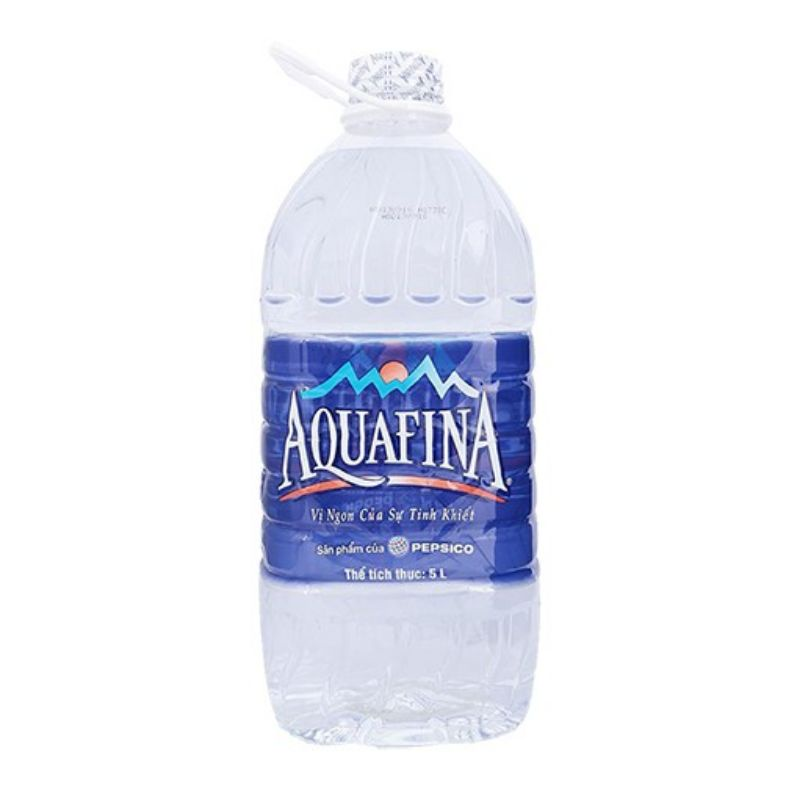 AQUAFINA
Vị Ngon Của Sự Tinh Khiết
Sản phẩm của PEPSICO
Thể tích thực: 5 L